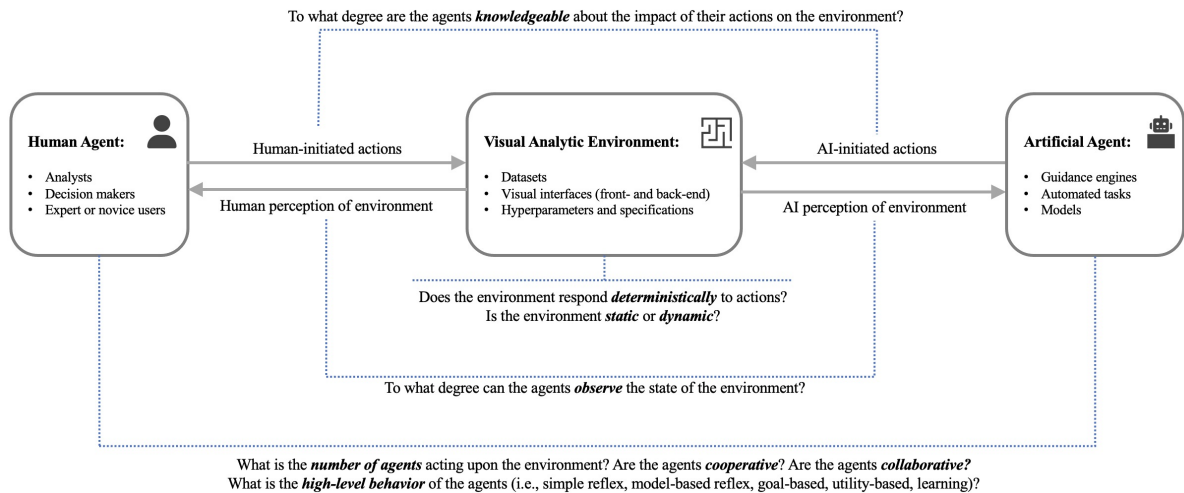 To what degree are the agents knowledgeable about the impact of their actions on the environment?
Human Agent:
• Analysts
• Decision makers
• Expert or novice users
Human-initiated actions
Human perception of environment
Visual Analytic Environment:
• Datasets
• Visual interfaces (front- and back-end)
• Hyperparameters and specifications
AI-initiated actions
AI perception of environment
Artificial Agent:
• Guidance engines
• Automated tasks
• Models
Does the environment respond deterministically to actions?
Is the environment static or dynamic?
To what degree can the agents observe the state of the environment?
What is the number of agents acting upon the environment? Are the agents cooperative? Are the agents collaborative?
What is the high-level behavior of the agents (i.e., simple reflex, model-based reflex, goal-based, utility-based, learning)?